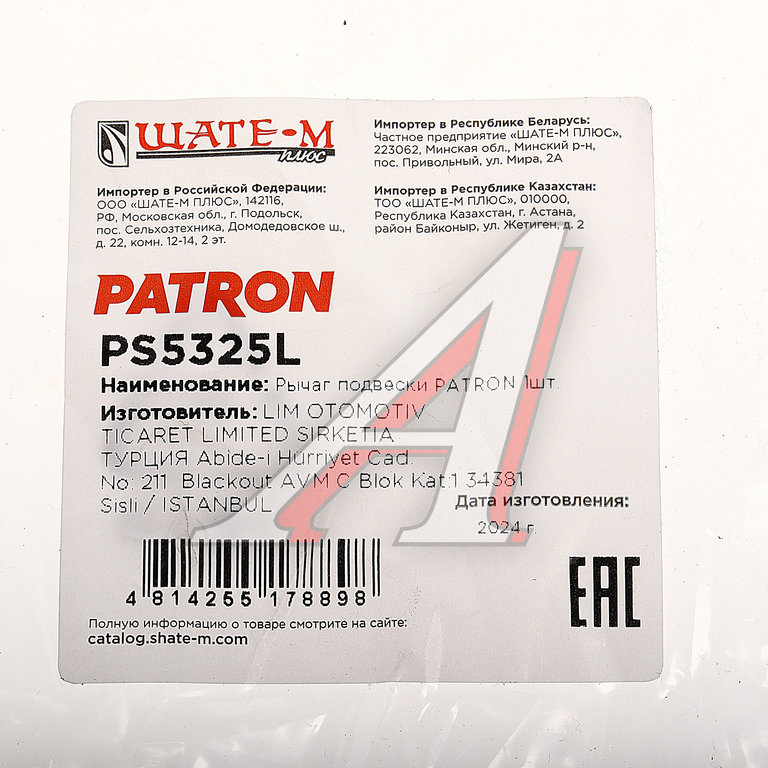 ШАТЕ-М
ПЛЮС
Импортер в Российской Федерации:
ООО «ШАТЕ-М ПЛЮС», 142116,
РФ, Московская обл., г. Подольск,
пос. Сельхозтехника, Домодедовское ш.,
д. 22, комн. 12-14, 2 эт.
Импортер в Республике Беларусь:
Частное предприятие «ШАТЕ-М ПЛЮС»,
223062, Минская обл., Минский р-н,
пос. Привольный, ул. Мира, 2А
Импортер в Республике Казахстан:
ТОО «ШАТЕ-М ПЛЮС», 010000,
Республика Казахстан, г. Астана,
район Байконыр, ул. Жетиген, д. 2
PATRON
PS5325L
Наименование: Рычаг подвески PATRON 1шт.
Изготовитель: LIM OTOMOTIV
TICARET LIMITED SIRKETIA
ТУРЦИЯ Abide-i Hurriyet Cad.
No: 211 Blackout AVM C Blok Kat:1 34381
Sisli / ISTANBUL
Дата изготовления:
2024 г.
4 814255 178898
EAC
Полную информацию о товаре смотрите на сайте:
catalog.shate-m.com